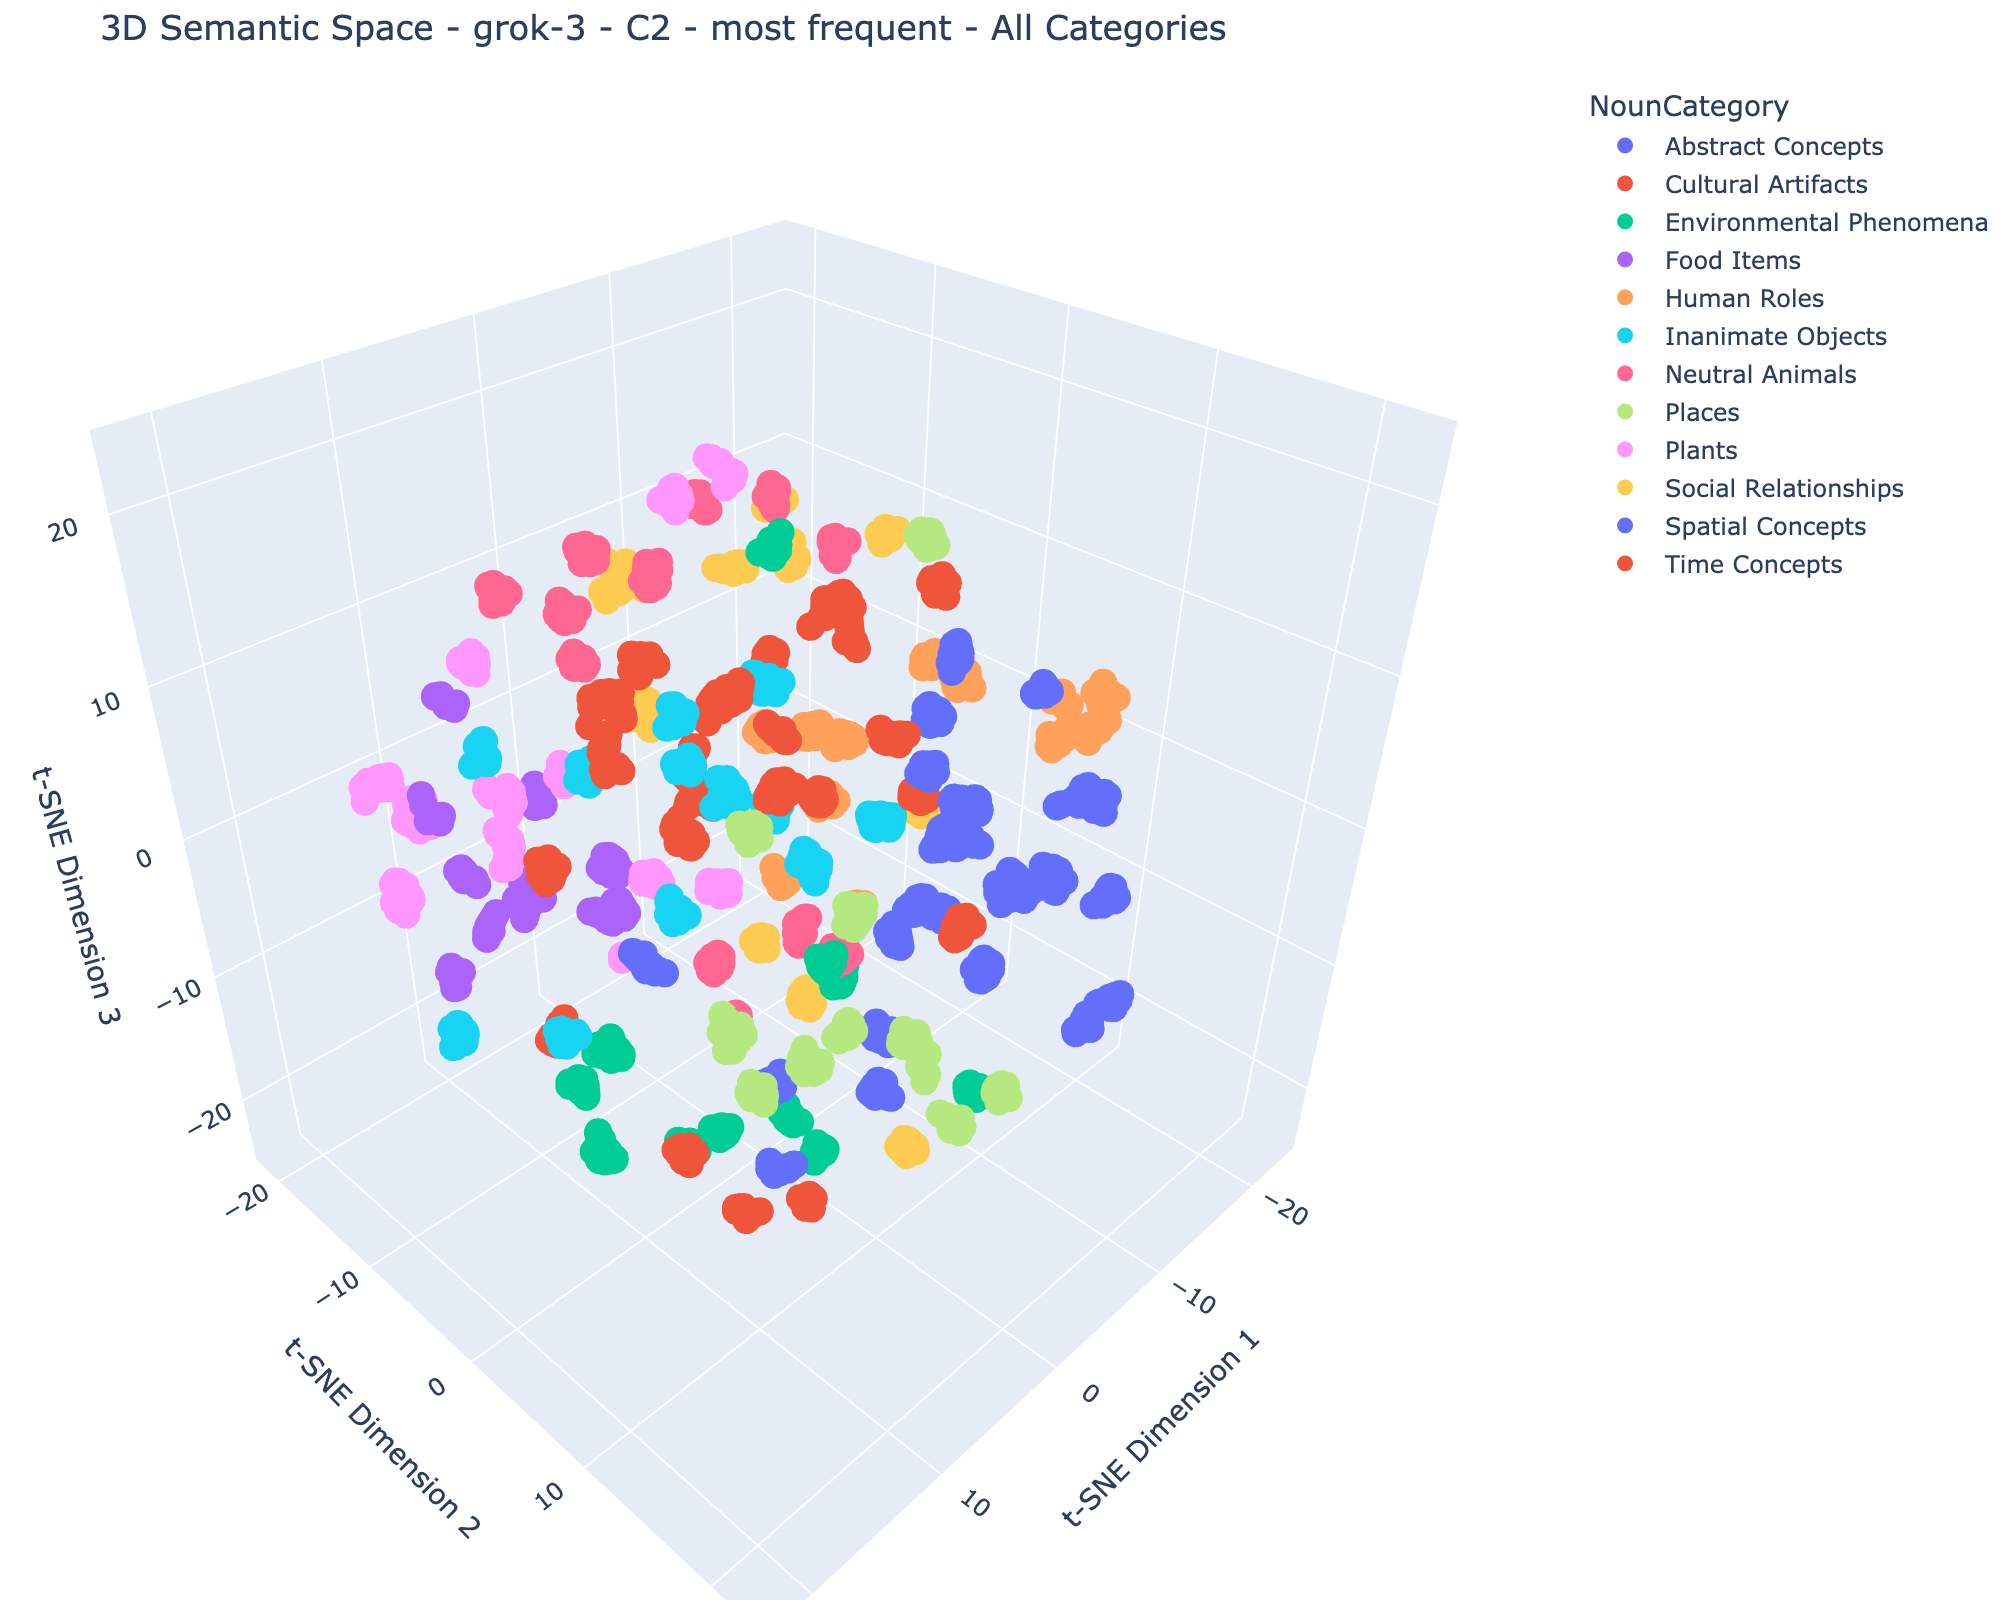 3D Semantic Space - grok-3 - C2 - most frequent - All Categories
NounCategory
Abstract Concepts
Cultural Artifacts
Environmental Phenomena
Food Items
Human Roles
Inanimate Objects
Neutral Animals
Places
Plants
Social Relationships
Spatial Concepts
Time Concepts
t-SNE Dimension 3
20
10
0
−10
−20
t-SNE Dimension 2
−20
−10
0
10
t-SNE Dimension 1
−20
−10
0
10